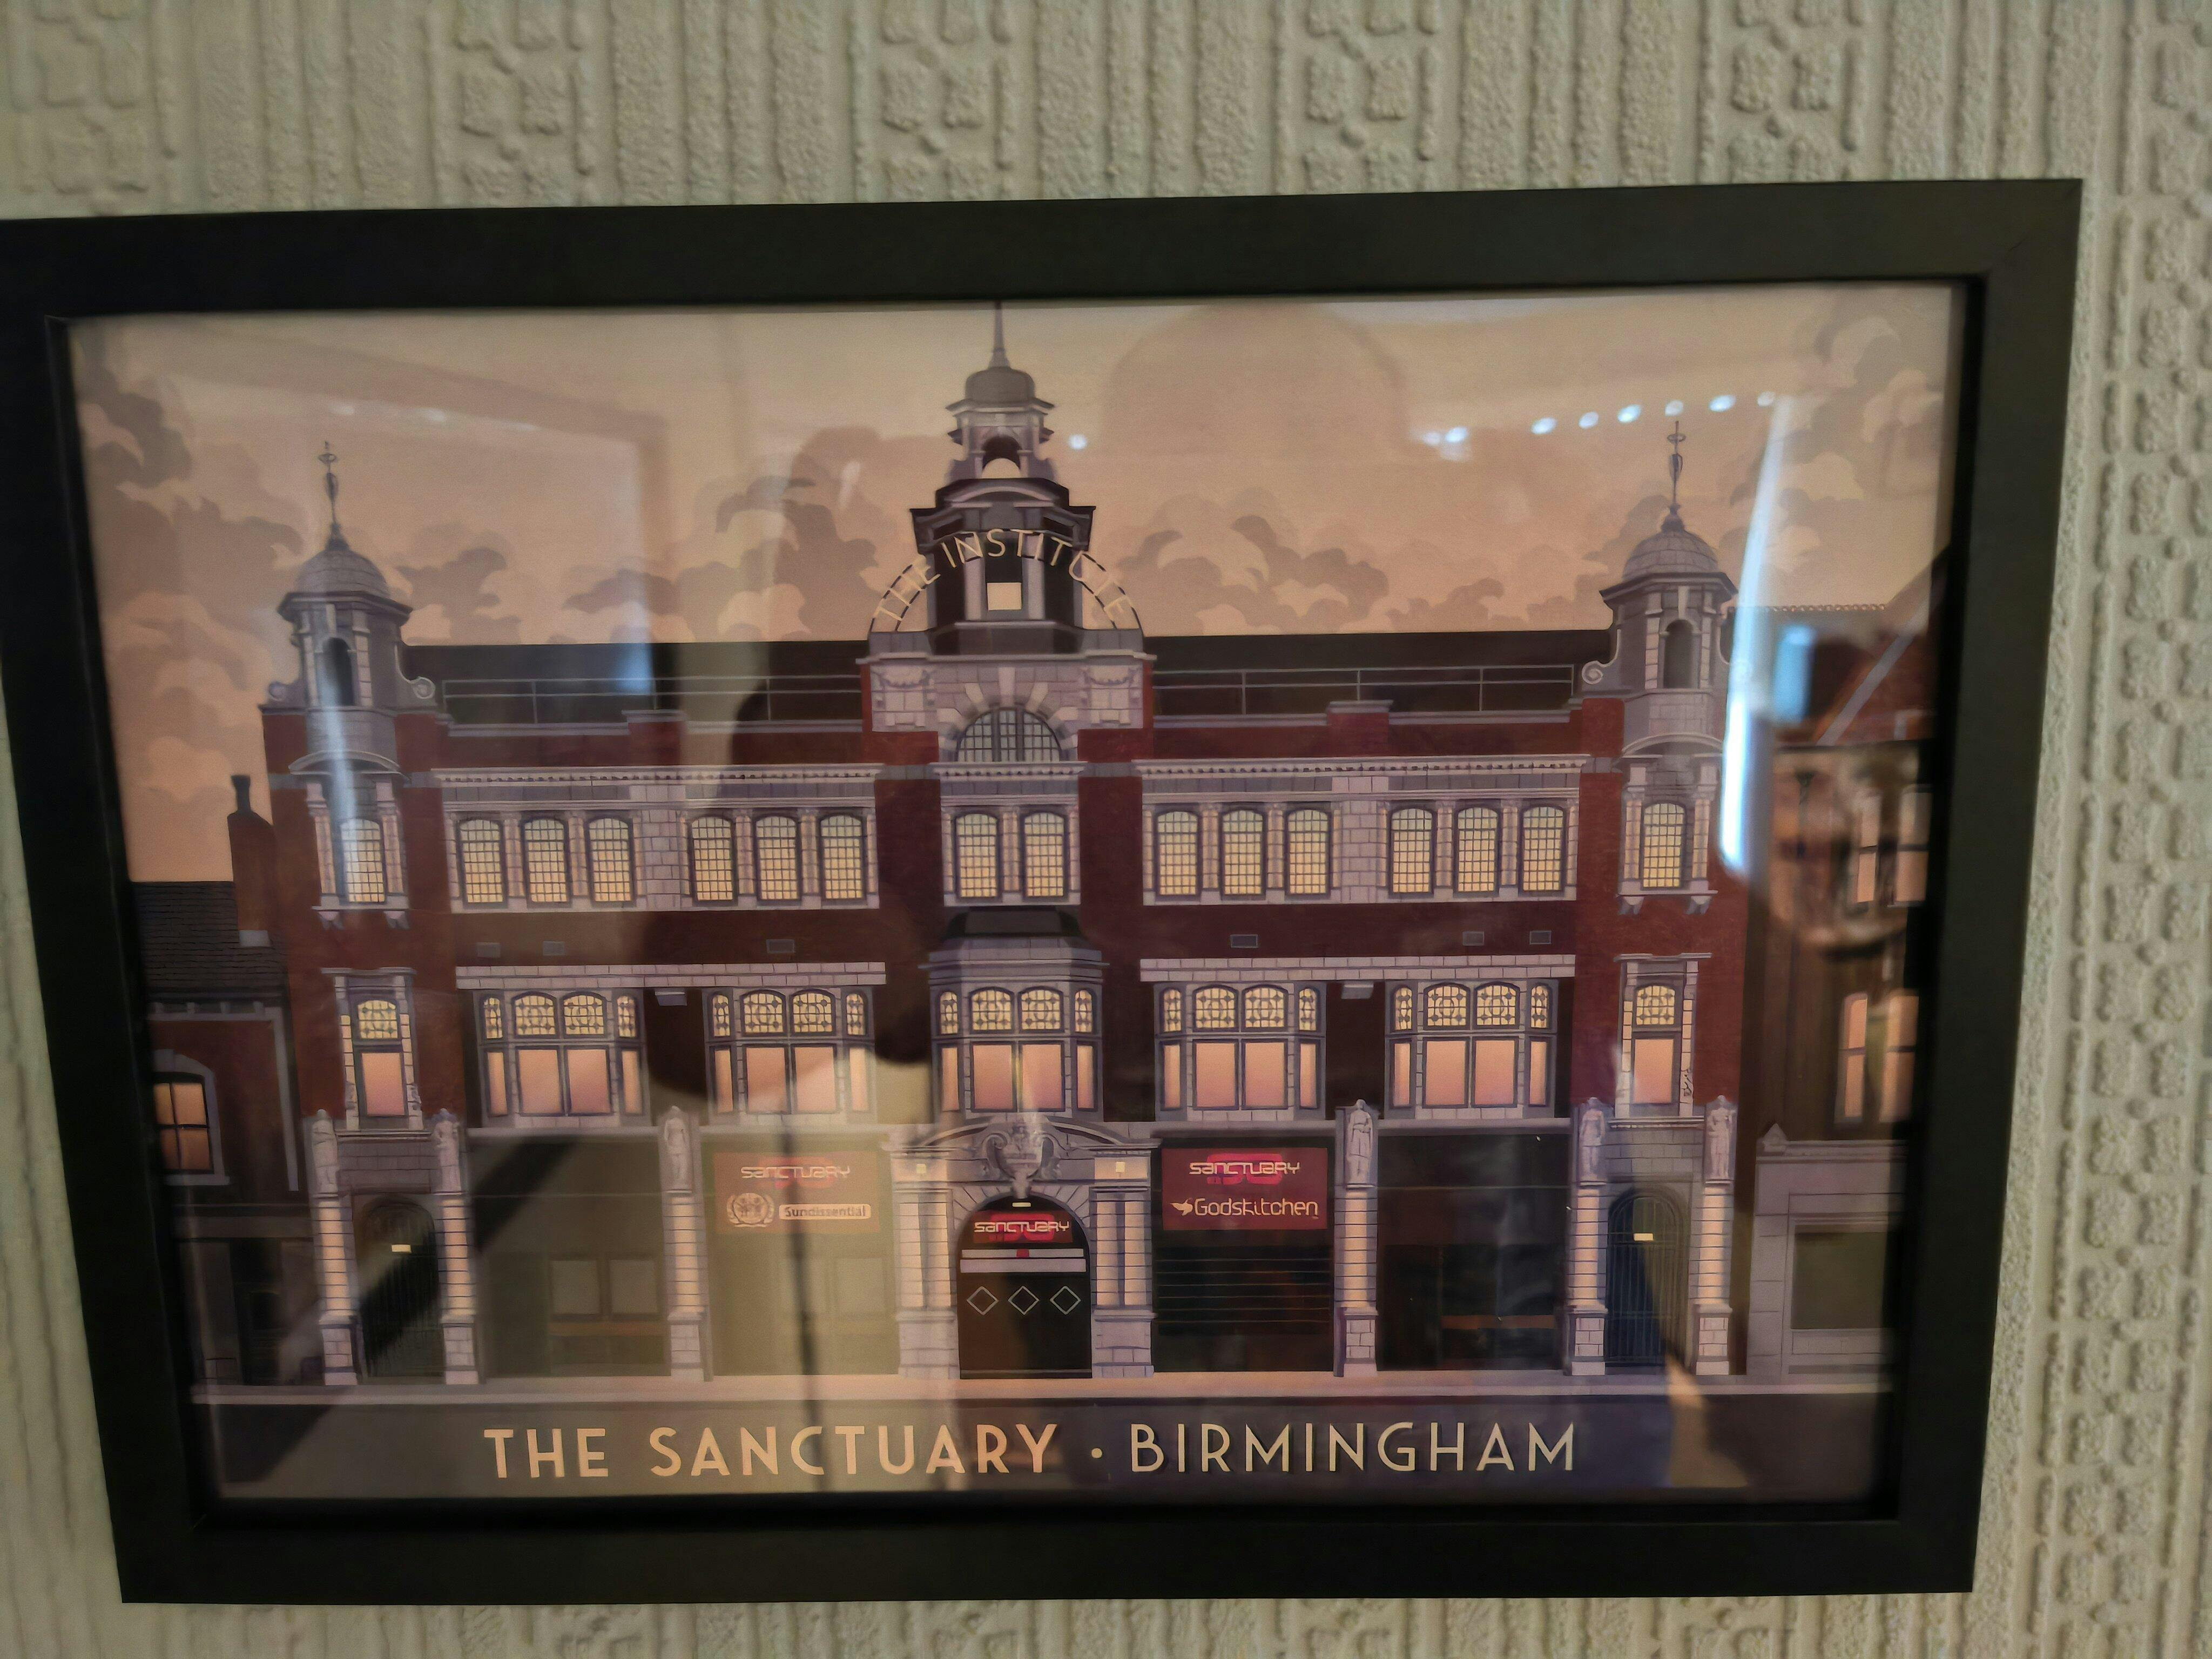 THE INSTITUTE
sanctuary
Sundissential
sanctuary
sanctuary
Godskitchen
THE SANCTUARY · BIRMINGHAM